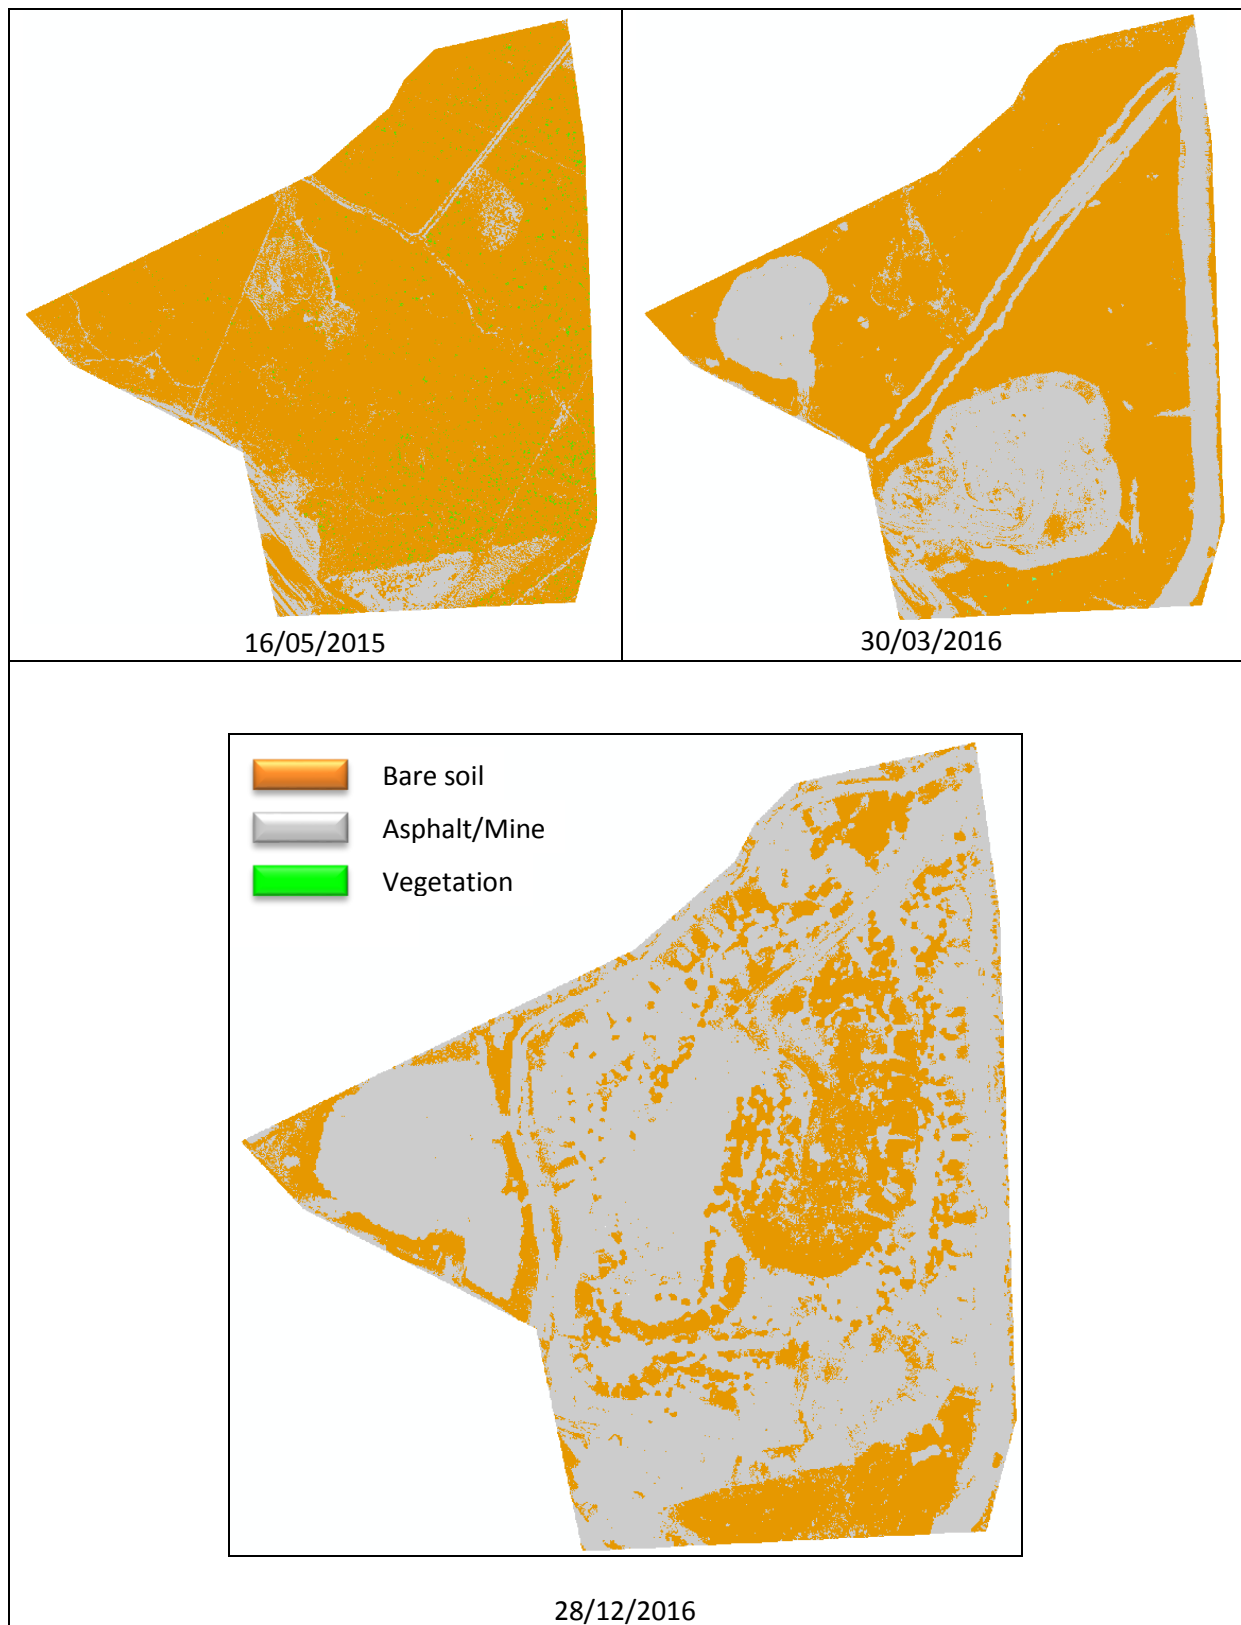 16/05/2015
30/03/2016
Bare soil
Asphalt/Mine
Vegetation
28/12/2016